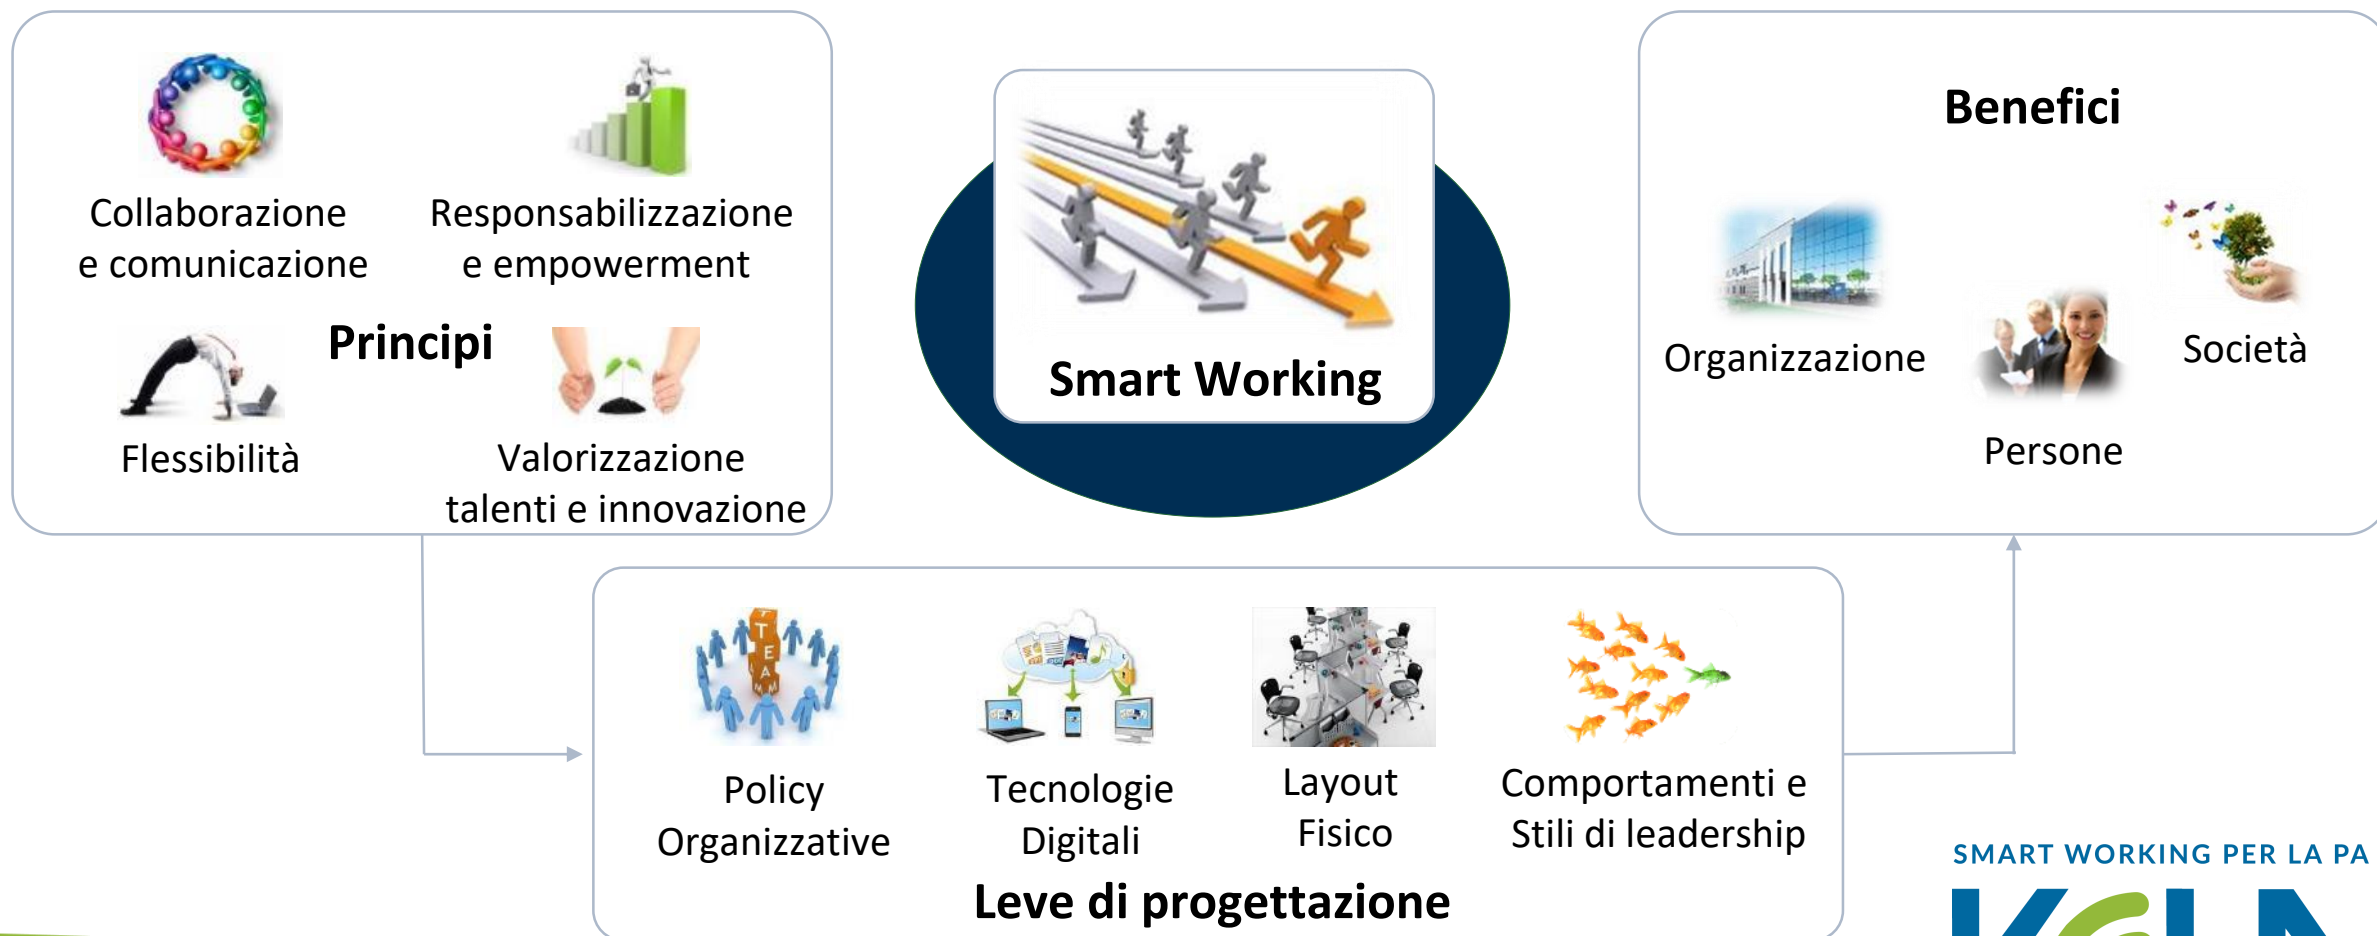 Collaborazione
e comunicazione
Responsabilizzazione
e empowerment
Principi
Flessibilità
Valorizzazione
talenti e innovazione
Smart Working
Benefici
Organizzazione
Persone
Società
TEAM
Policy
Organizzative
Tecnologie
Digitali
Layout
Fisico
Comportamenti e
Stili di leadership
Leve di progettazione
SMART WORKING PER LA PA